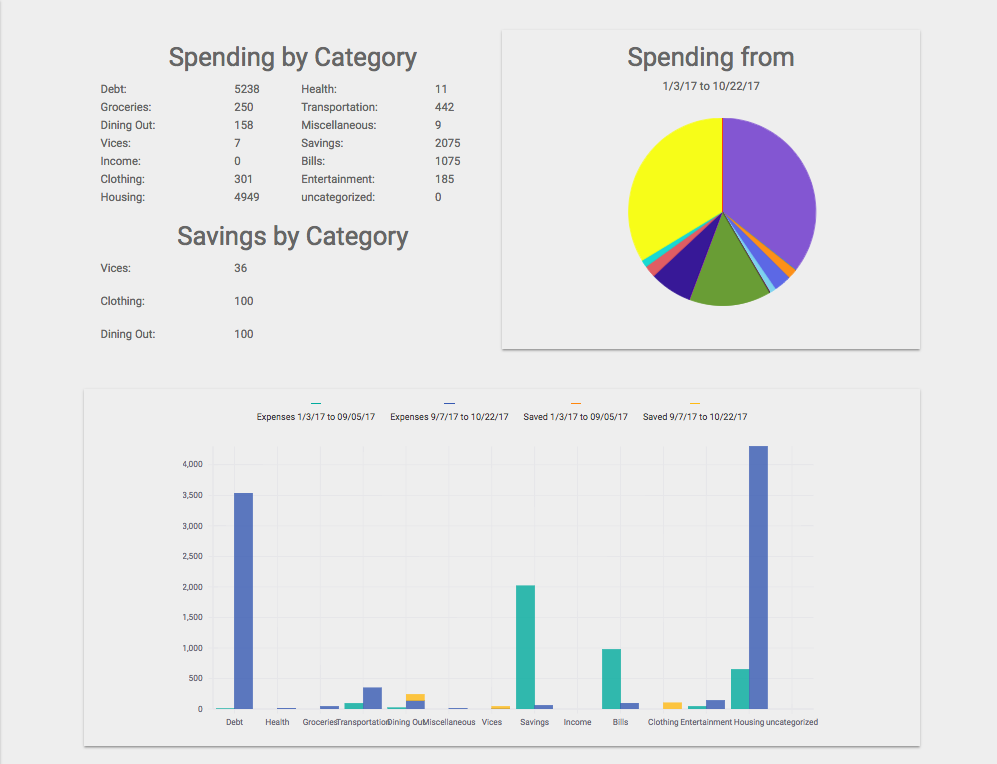 Spending by Category
Debt: 5238 Health: 11
Groceries: 250 Transportation: 442
Dining Out: 158 Miscellaneous: 9
Vices: 7 Savings: 2075
Income: 0 Bills: 1075
Clothing: 301 Entertainment: 185
Housing: 4949 uncategorized: 0
Savings by Category
Vices: 36
Clothing: 100
Dining Out: 100
Spending from
1/3/17 to 10/22/17
Expenses 1/3/17 to 09/05/17 Expenses 9/7/17 to 10/22/17 Saved 1/3/17 to 09/05/17 Saved 9/7/17 to 10/22/17
4,000
3,500
3,000
2,500
2,000
1,500
1,000
500
0
Debt Health Groceries Transportation Dining Out Miscellaneous Vices Savings Income Bills Clothing Entertainment Housing uncategorized